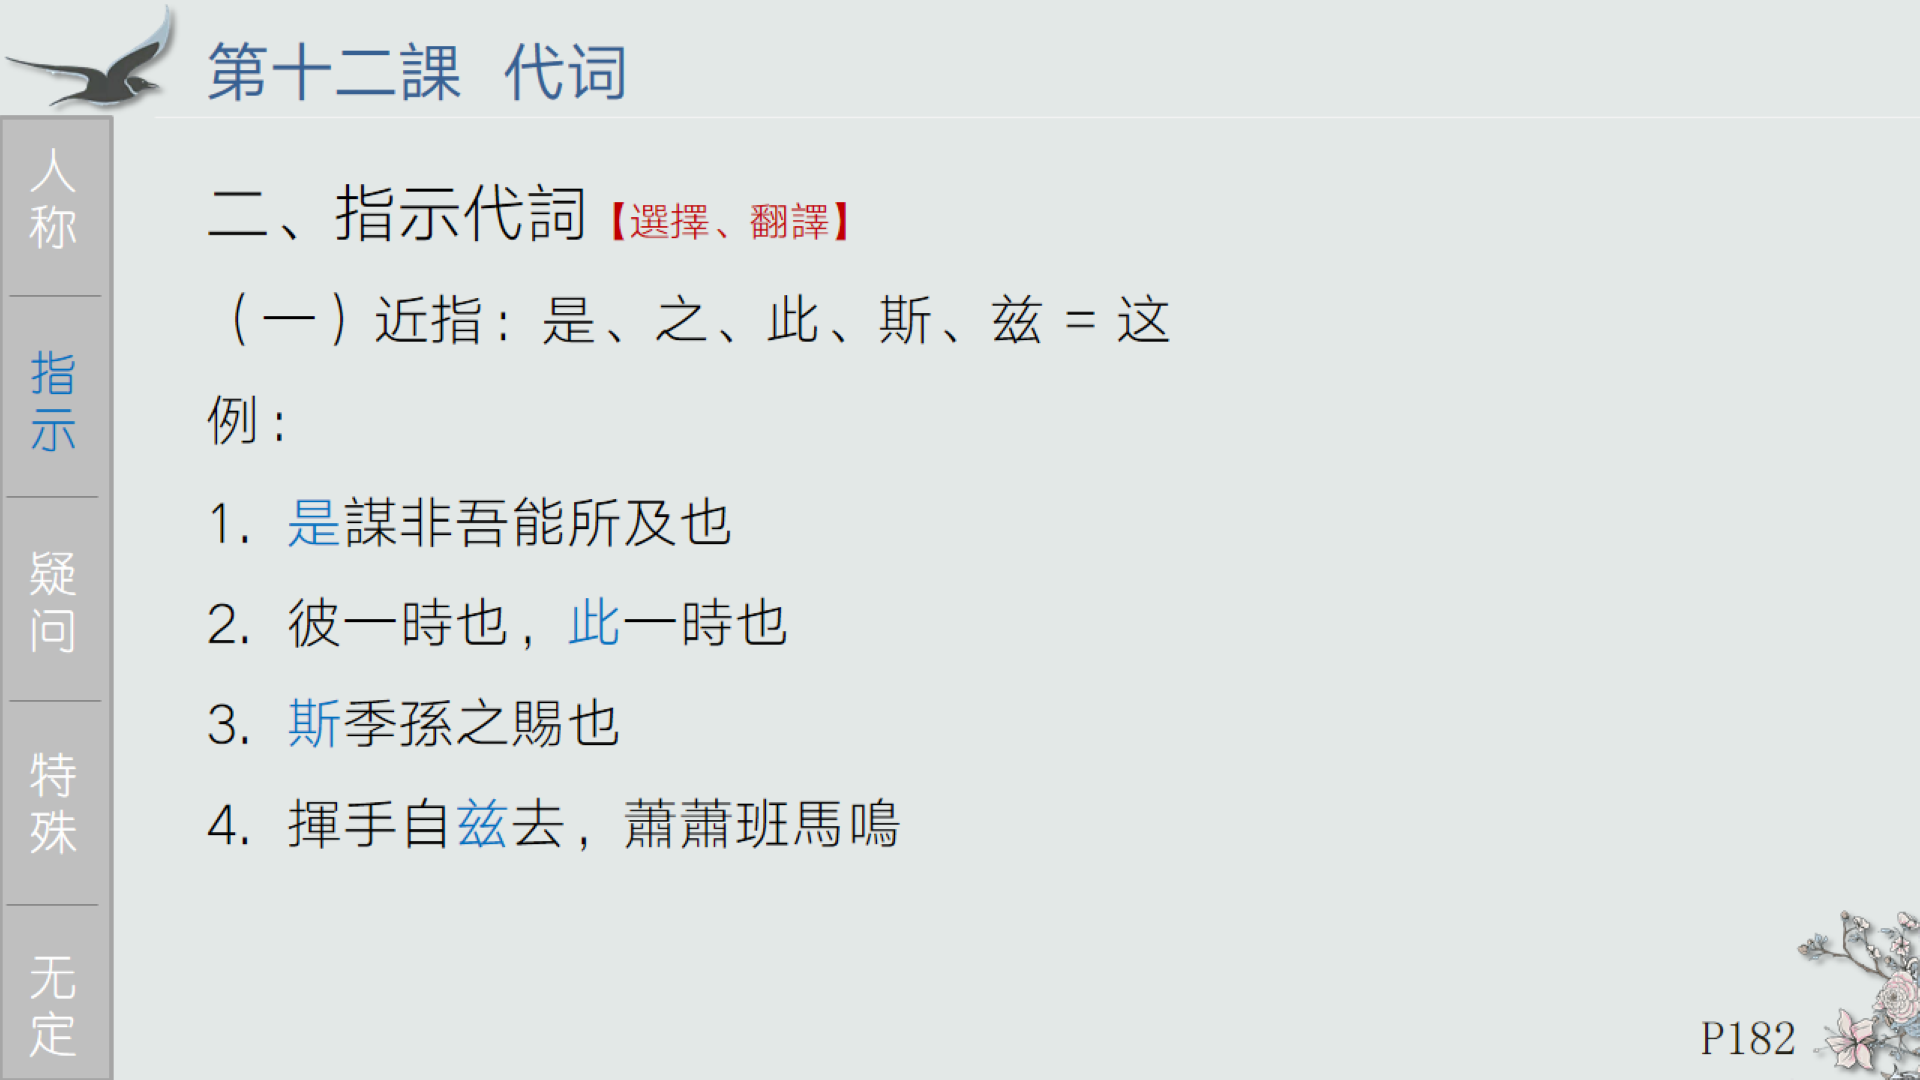 第十二課 代词
人称
指示
疑问
特殊
无定
二、指示代詞【選擇、翻譯】
（一）近指：是、之、此、斯、兹 = 这
例：
1. 是謀非吾能所及也
2. 彼一時也，此一時也
3. 斯季孫之賜也
4. 揮手自兹去，蕭蕭班馬鳴
P182